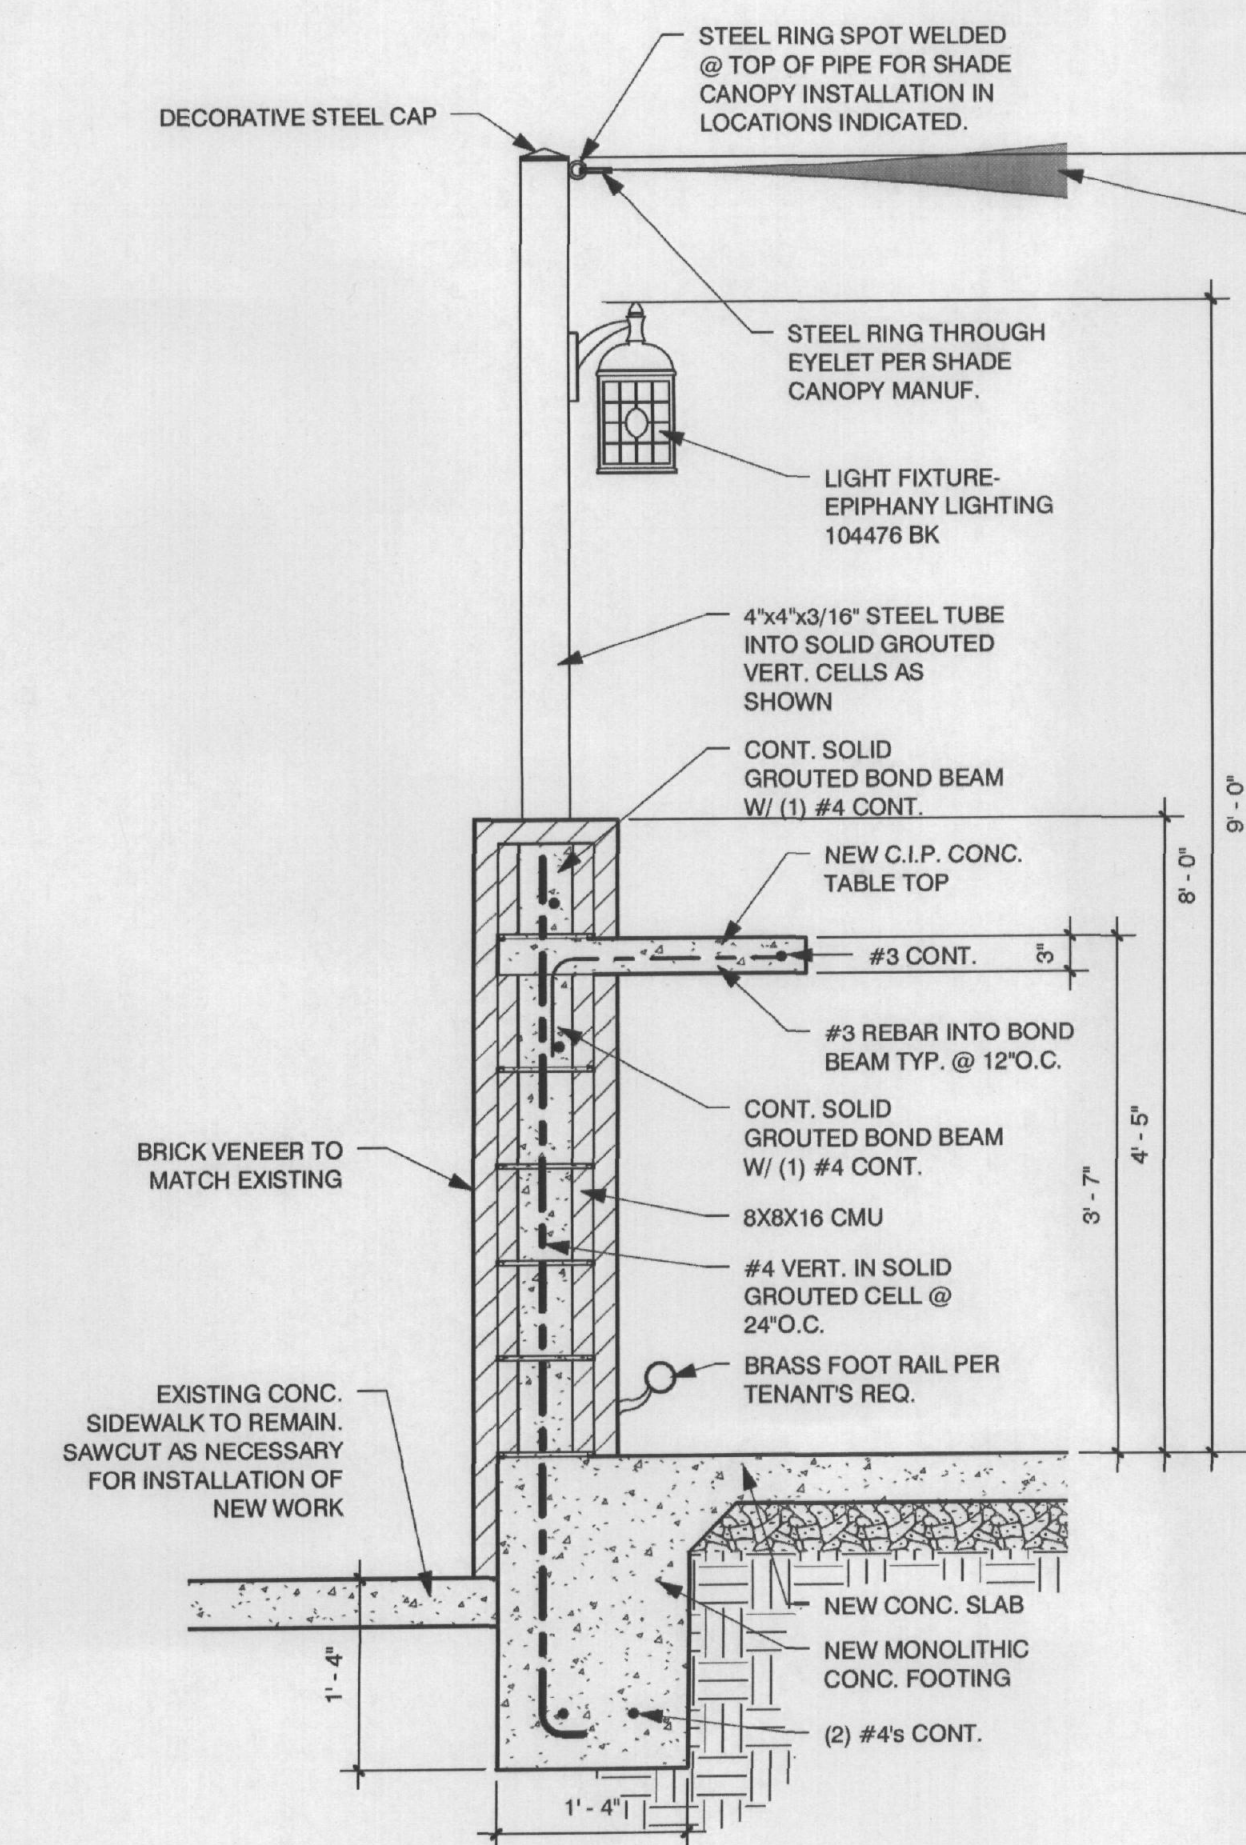 STEEL RING SPOT WELDED
@ TOP OF PIPE FOR SHADE
CANOPY INSTALLATION IN
LOCATIONS INDICATED.
DECORATIVE STEEL CAP
STEEL RING THROUGH
EYELET PER SHADE
CANOPY MANUF.
LIGHT FIXTURE-
EPIPHANY LIGHTING
104476 BK
4"x4"x3/16" STEEL TUBE
INTO SOLID GROUTED
VERT. CELLS AS
SHOWN
CONT. SOLID
GROUTED BOND BEAM
W/ (1) #4 CONT.
9' - 0"
8' - 0"
NEW C.I.P. CONC.
TABLE TOP
#3 CONT.
3"
#3 REBAR INTO BOND
BEAM TYP. @ 12"O.C.
CONT. SOLID
GROUTED BOND BEAM
W/ (1) #4 CONT.
4' - 5"
3' - 7"
BRICK VENEER TO
MATCH EXISTING
8X8X16 CMU
#4 VERT. IN SOLID
GROUTED CELL @
24"O.C.
BRASS FOOT RAIL PER
TENANT'S REQ.
EXISTING CONC.
SIDEWALK TO REMAIN.
SAWCUT AS NECESSARY
FOR INSTALLATION OF
NEW WORK
NEW CONC. SLAB
NEW MONOLITHIC
CONC. FOOTING
(2) #4's CONT.
1' - 4"
1' - 4"